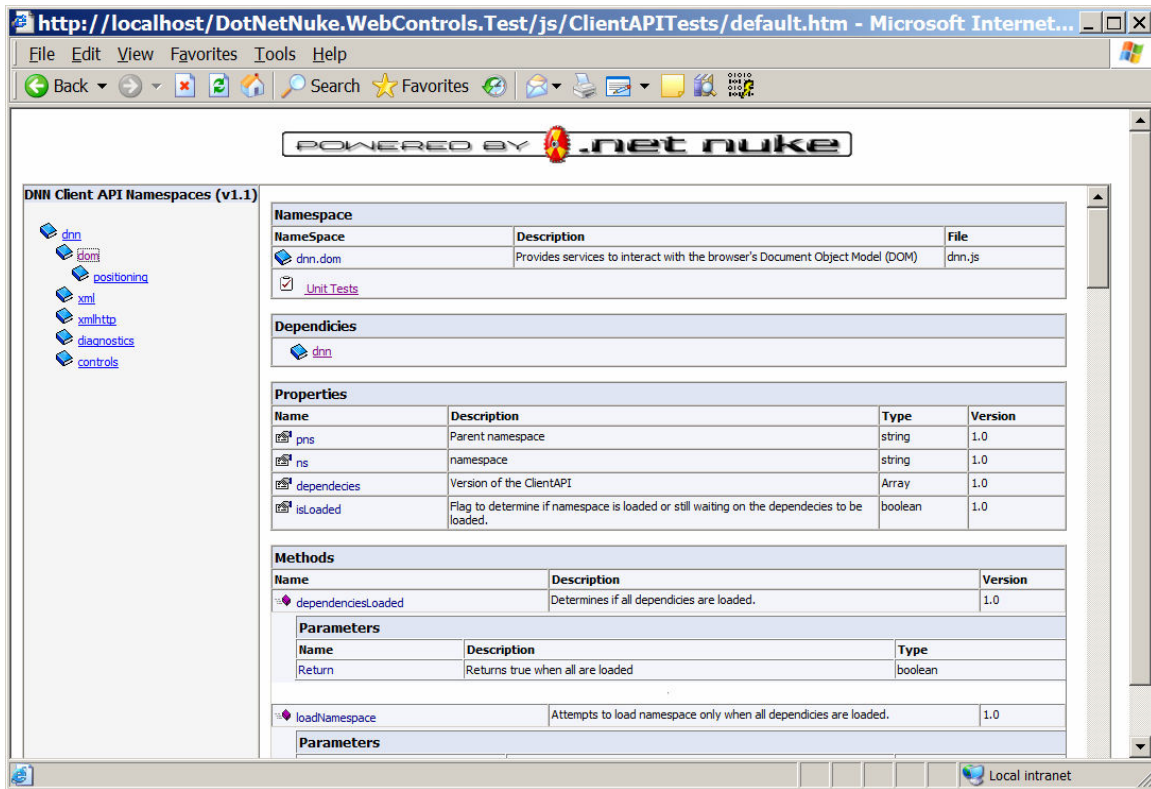 http://localhost/DotNetNuke.WebControls.Test/js/ClientAPITests/default.htm - Microsoft Internet...
File Edit View Favorites Tools Help
Back Search Favorites
POWERED BY .net nuke
DNN Client API Namespaces (v1.1)
dnn
dom
positioning
xml
xmlhttp
diagnostics
controls
Namespace
NameSpace Description File
dnn.dom Provides services to interact with the browser's Document Object Model (DOM) dnn.js
Unit Tests
Dependicies
dnn
Properties
Name Description Type Version
pns Parent namespace string 1.0
ns namespace string 1.0
dependecies Version of the ClientAPI Array 1.0
isLoaded Flag to determine if namespace is loaded or still waiting on the dependecies to be boolean 1.0
loaded.
Methods
Name Description Version
dependenciesLoaded Determines if all dependicies are loaded. 1.0
Parameters
Name Description Type
Return Returns true when all are loaded boolean
loadNamespace Attempts to load namespace only when all dependicies are loaded. 1.0
Parameters
Local intranet